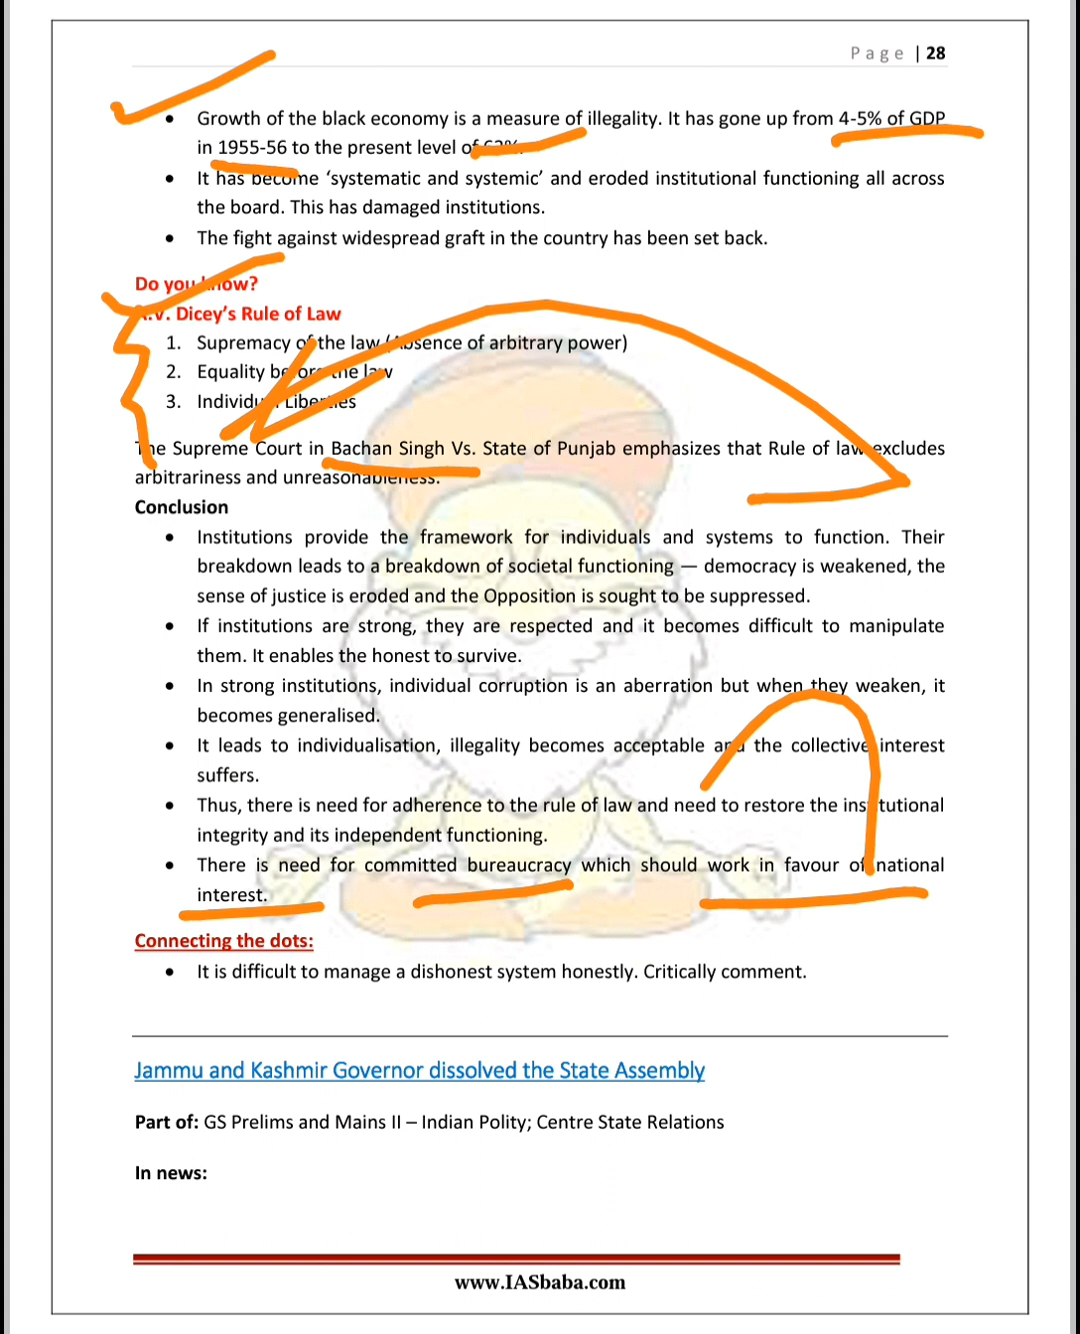 Page | 28
• Growth of the black economy is a measure of illegality. It has gone up from 4-5% of GDP
in 1955-56 to the present level of
• It has become ‘systematic and systemic’ and eroded institutional functioning all across
the board. This has damaged institutions.
• The fight against widespread graft in the country has been set back.
Do you know?
A.V. Dicey’s Rule of Law
1. Supremacy of the law (Absence of arbitrary power)
2. Equality before the law
3. Individual Liberties
The Supreme Court in Bachan Singh Vs. State of Punjab emphasizes that Rule of law excludes
arbitrariness and unreasonableness.
Conclusion
• Institutions provide the framework for individuals and systems to function. Their
breakdown leads to a breakdown of societal functioning — democracy is weakened, the
sense of justice is eroded and the Opposition is sought to be suppressed.
• If institutions are strong, they are respected and it becomes difficult to manipulate
them. It enables the honest to survive.
• In strong institutions, individual corruption is an aberration but when they weaken, it
becomes generalised.
• It leads to individualisation, illegality becomes acceptable and the collective interest
suffers.
• Thus, there is need for adherence to the rule of law and need to restore the institutional
integrity and its independent functioning.
• There is need for committed bureaucracy which should work in favour of national
interest.
Connecting the dots:
• It is difficult to manage a dishonest system honestly. Critically comment.
Jammu and Kashmir Governor dissolved the State Assembly
Part of: GS Prelims and Mains II – Indian Polity; Centre State Relations
In news:
www.IASbaba.com